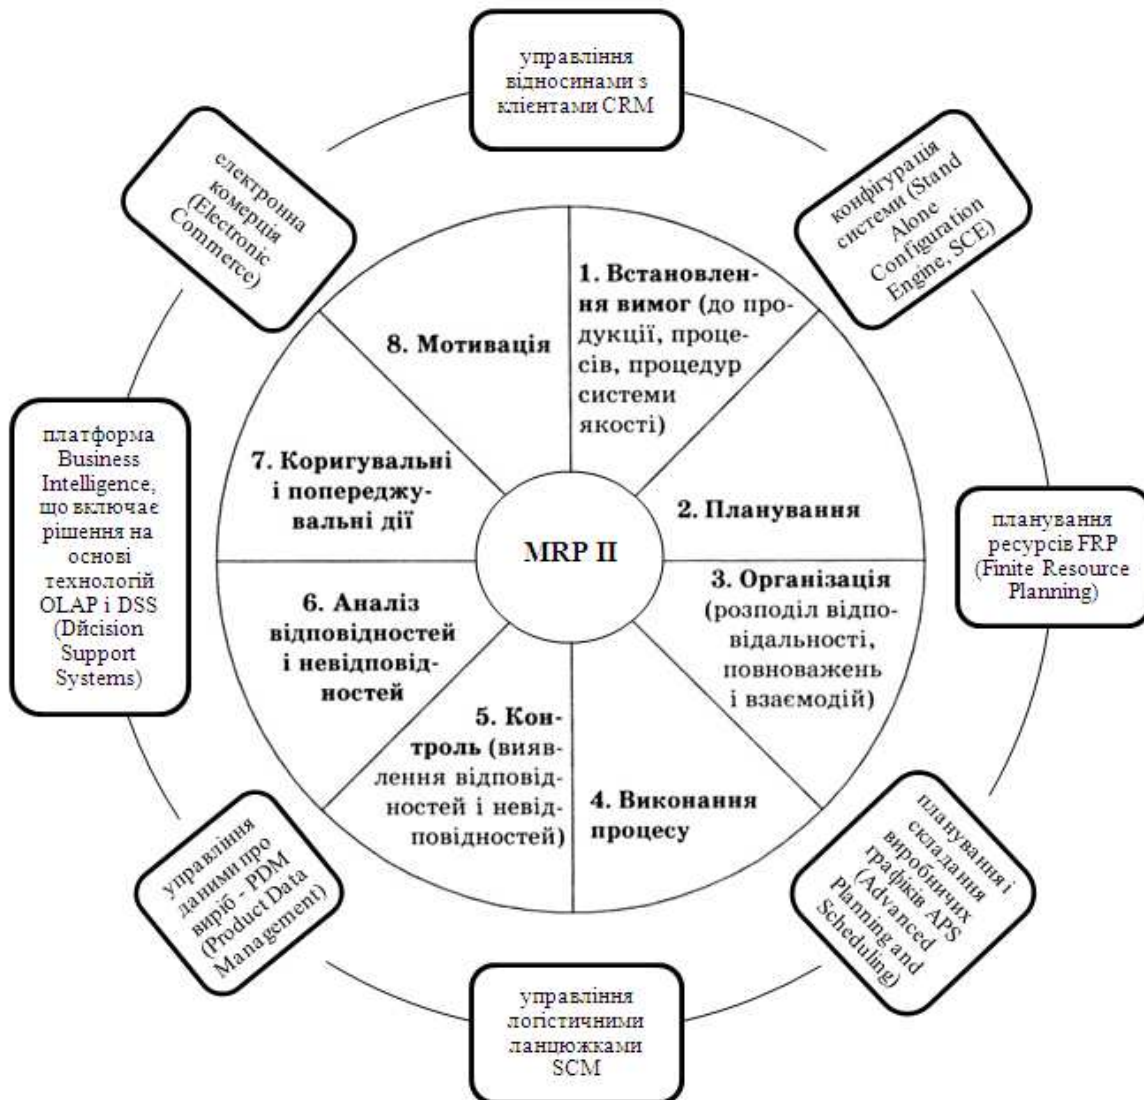 управління
відносинами з
клієнтами CRM
конфігурація
системи (Stand
Alone
Configuration
Engine, SCE)
планування
ресурсів FRP
(Finite Resource
Planning)
планування і
складання
виробничих
графіків APS
(Advanced
Planning and
Scheduling)
управління
логістичними
ланцюжками
SCM
управління
даними про
виріб - PDM
(Product Data
Management)
платформа
Business
Intelligence,
що включає
рішення на
основі
технологій
OLAP і DSS
(Dйcision
Support
Systems)
електронна
комерція
(Electronic
Commerce)
1. Встановлен-
ня вимог (до про-
дукції, проце-
сів, процедур
системи
якості)
2. Планування
3. Організація
(розподіл відпо-
відальності,
повноважень
і взаємодій)
4. Виконання
процесу
5. Кон-
троль (вияв-
лення відповід-
ностей і невід-
повідностей)
6. Аналіз
відповідностей
і невідповід-
ностей
7. Коригувальні
і попереджу-
вальні дії
8. Мотивація
MRP II